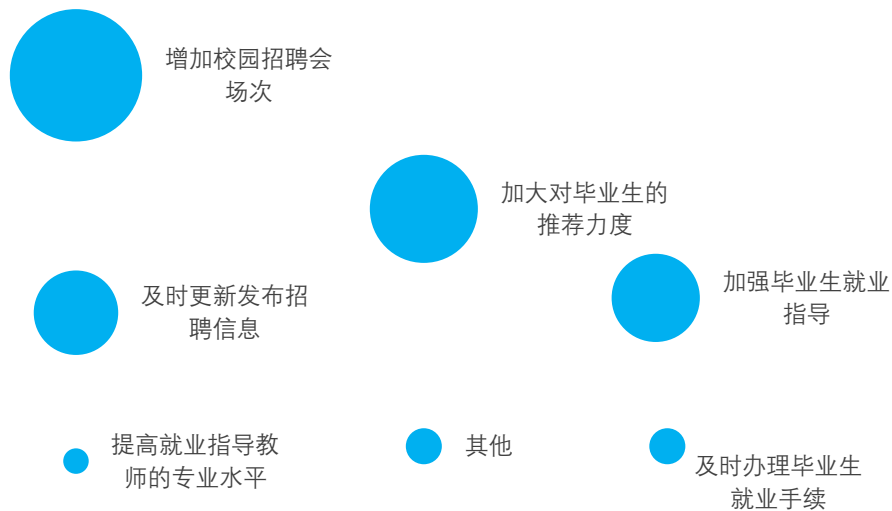 增加校园招聘会
场次
加大对毕业生的
推荐力度
及时更新发布招
聘信息
加强毕业生就业
指导
提高就业指导教
师的专业水平
其他
及时办理毕业生
就业手续